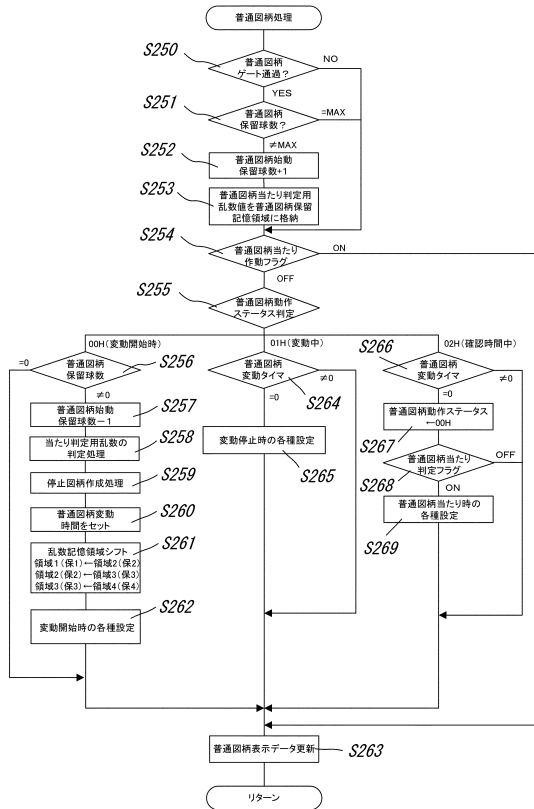 普通図柄処理
S250
普通図柄
ゲート通過？
NO
YES
S251
普通図柄
保留球数？
=MAX
≠MAX
S252
普通図柄始動
保留球数+1
S253
普通図柄当たり判定用
乱数値を普通図柄保留
記憶領域に格納
S254
普通図柄当たり
作動フラグ
ON
OFF
S255
普通図柄動作
ステータス判定
00H(変動開始時)
01H(変動中)
02H(確認時間中)
=0
普通図柄
保留球数
S256
≠0
普通図柄
変動タイマ
≠0
S264
=0
S266
普通図柄
変動タイマ
≠0
=0
普通図柄始動
保留球数−1
S257
当たり判定用乱数の
判定処理
S258
停止図柄作成処理
S259
普通図柄変動
時間をセット
S260
乱数記憶領域シフト
領域1(保1)←領域2(保2)
領域2(保2)←領域3(保3)
領域3(保3)←領域4(保4)
S261
変動開始時の各種設定
S262
変動停止時の各種設定
S265
普通図柄動作ステータス
←00H
S267
普通図柄当たり
判定フラグ
OFF
S268
ON
普通図柄当たり時の
各種設定
S269
普通図柄表示データ更新
S263
リターン